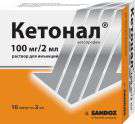 Кетонал®
кетопрофен
100 мг/2 мл
раствор для инъекций
SANDOZ
10 ампул по 2 мл